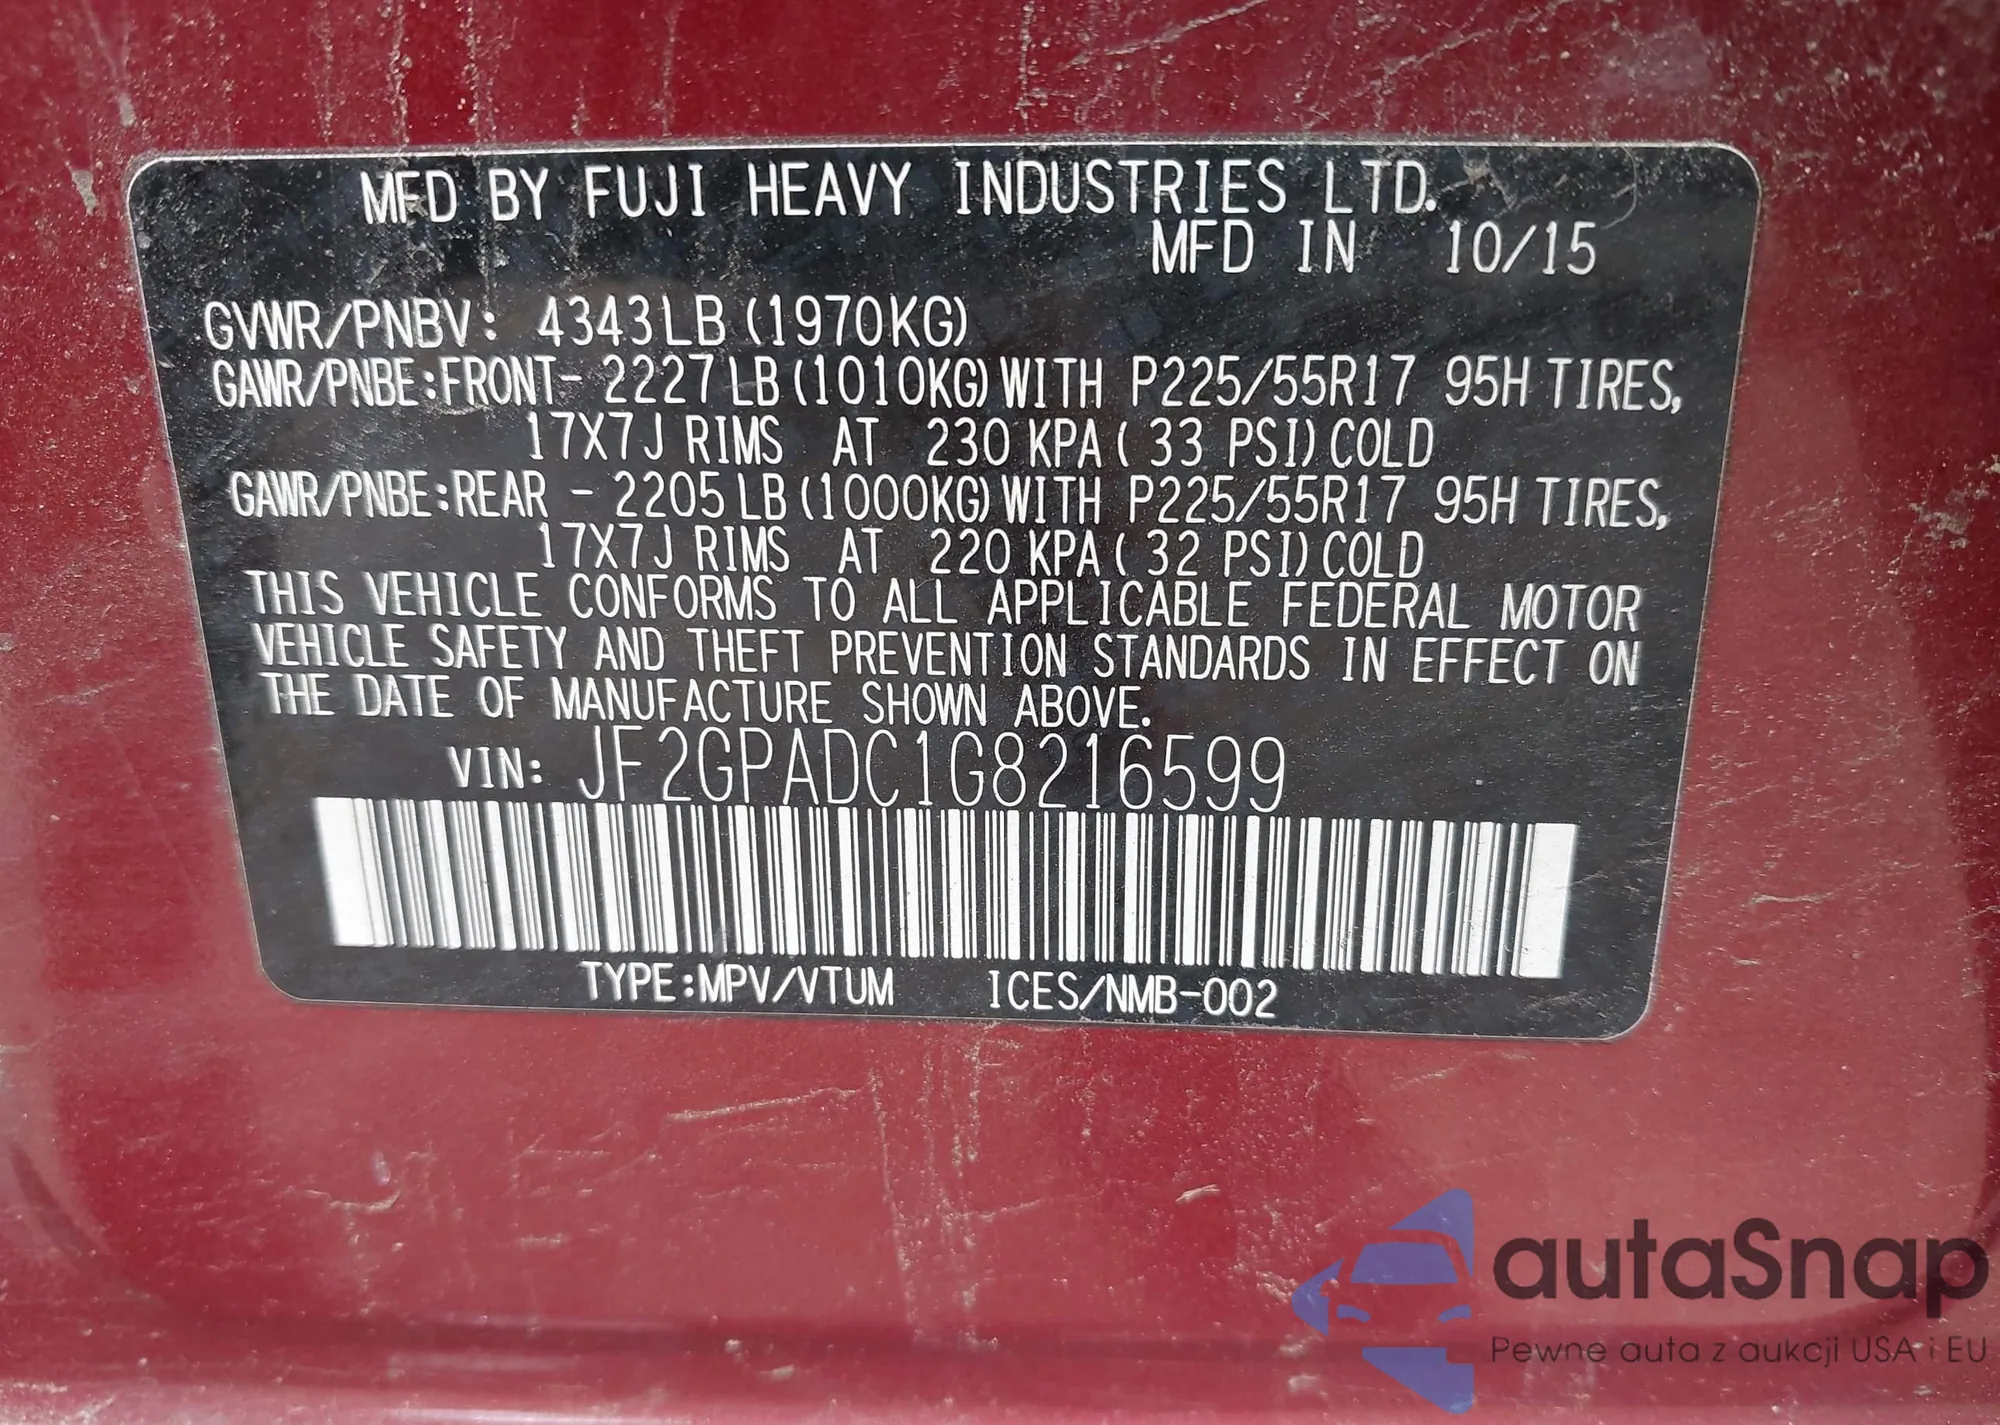 MFD BY FUJI HEAVY INDUSTRIES LTD.
MFD IN 10/15
GVWR/PNBV: 4343LB (1970KG)
GAWR/PNBE:FRONT- 2227LB (1010KG) WITH P225/55R17 95H TIRES,
17X7J RIMS AT 230 KPA ( 33 PSI) COLD
GAWR/PNBE:REAR - 2205LB (1000KG) WITH P225/55R17 95H TIRES,
17X7J RIMS AT 220 KPA ( 32 PSI) COLD
THIS VEHICLE CONFORMS TO ALL APPLICABLE FEDERAL MOTOR
VEHICLE SAFETY AND THEFT PREVENTION STANDARDS IN EFFECT ON
THE DATE OF MANUFACTURE SHOWN ABOVE.
VIN: JF2GPADC1G8216599
TYPE:MPV/VTUM ICES/NMB-002
autaSnap
Pewne auta z aukcji USA i EU